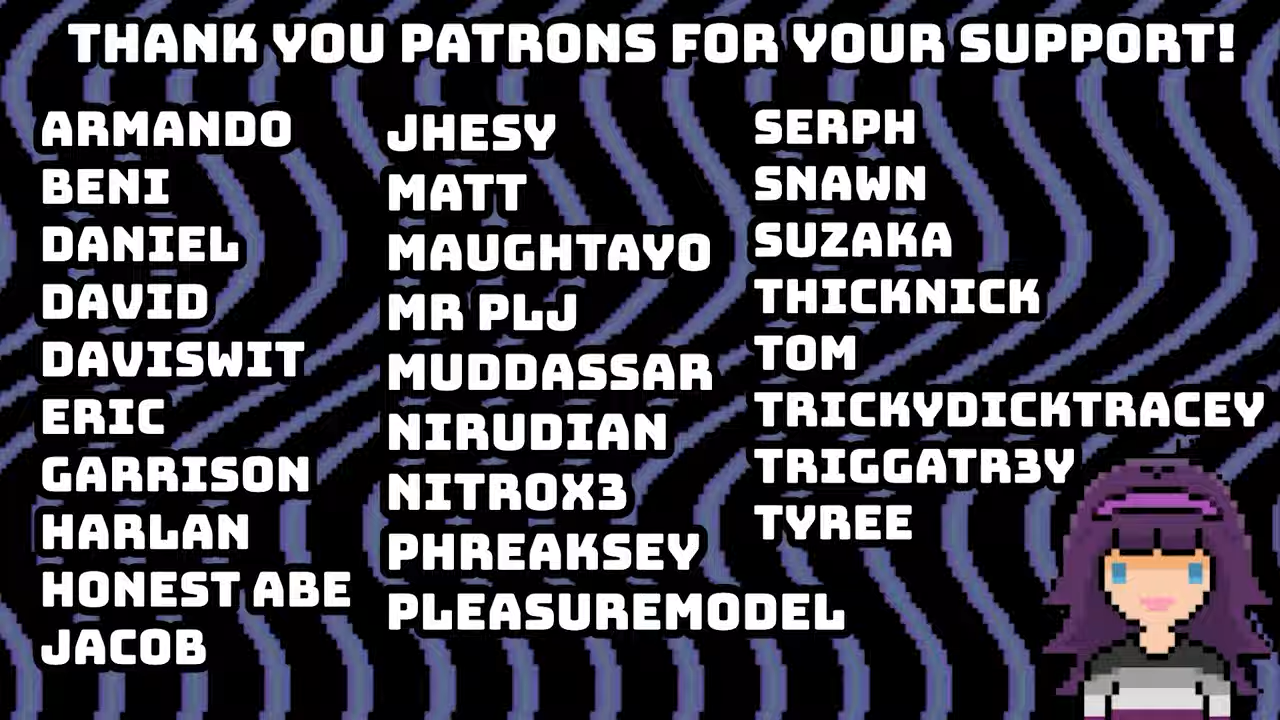 THANK YOU PATRONS FOR YOUR SUPPORT!
ARMANDO
BENI
DANIEL
DAVID
DAVISWIT
ERIC
GARRISON
HARLAN
HONEST ABE
JACOB
JHESY
MATT
MAUGHTAYO
MR PLJ
MUDDASSAR
NIRUDIAN
NITROX3
PHREAKSEY
PLEASUREMODEL
SERPH
SNAWN
SUZAKA
THICKNICK
TOM
TRICKYDICKTRACEY
TRIGGATR3Y
TYREE